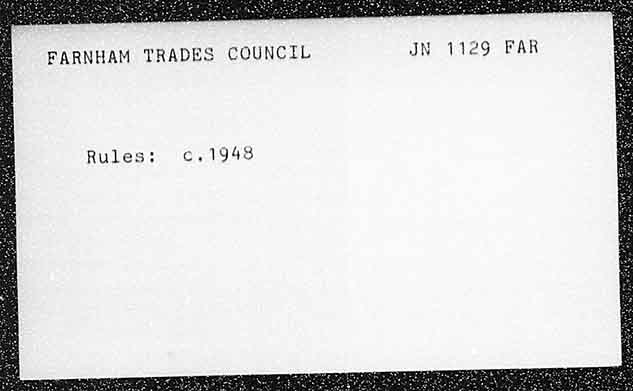 FARNHAM TRADES COUNCIL JN 1129 FAR
Rules: c.1948